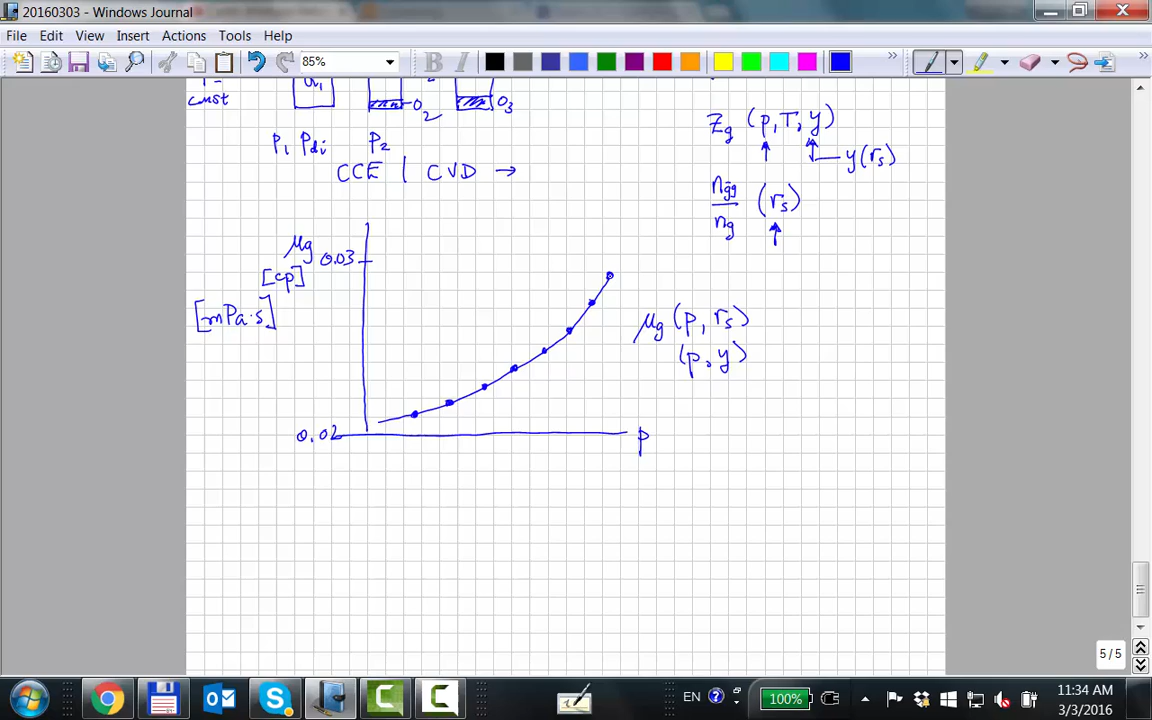 20160303 - Windows Journal
File Edit View Insert Actions Tools Help
85%
B I
const
O2
O3
p1 pdi p2
CCE | CVD →
Zg (p, T, y)
y(rs)
nḡg
ng
(rs)
μg
0.03
[cp]
[mPa·s]
μg (p, rs)
(p, y)
0.02
p
5 / 5
EN
100%
11:34 AM
3/3/2016